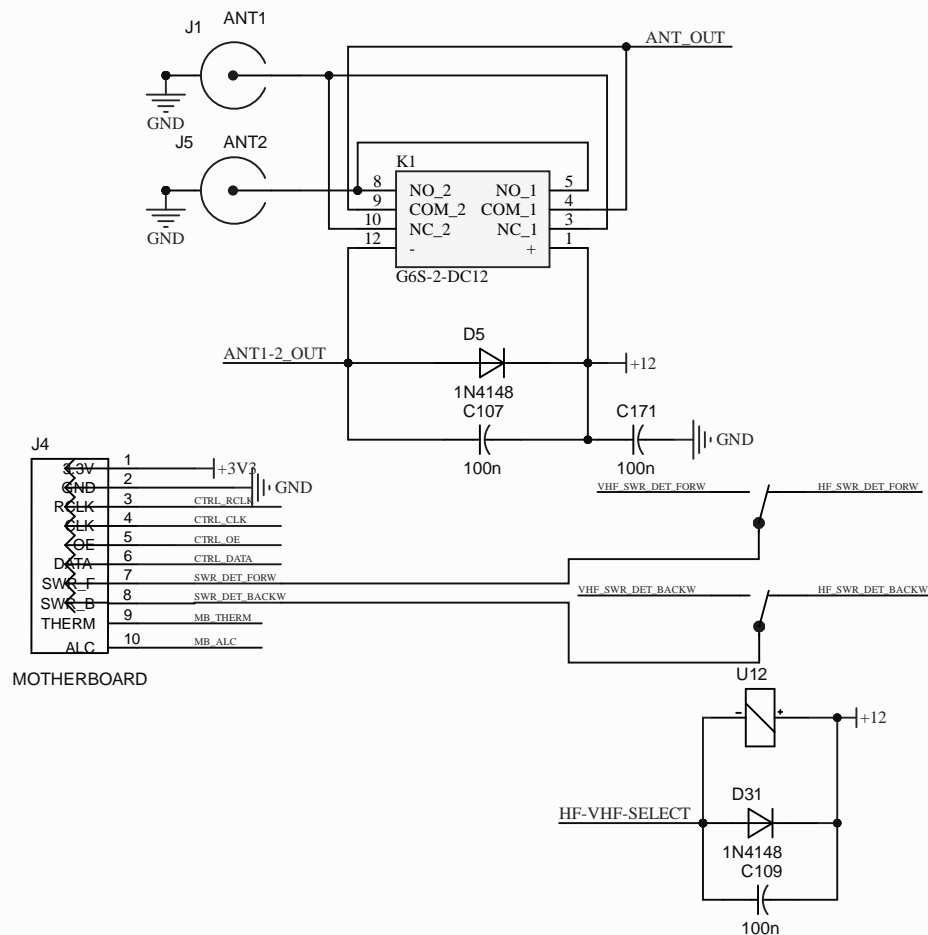 J1
ANT1
ANT_OUT
GND
J5
ANT2
K1
8 NO_2 NO_1 5
9 COM_2 COM_1 4
10 NC_2 NC_1 3
12 - + 1
GND
G6S-2-DC12
D5
ANT1-2_OUT
+12
1N4148
C107
C171
GND
100n
100n
J4
3.3V 1 +3V3
GND 2 GND
RCLK 3 CTRL_RCLK
CLK 4 CTRL_CLK
OE 5 CTRL_OE
DATA 6 CTRL_DATA
SWR_F 7 SWR_DET_FORW
SWR_B 8 SWR_DET_BACKW
THERM 9 MB_THERM
ALC 10 MB_ALC
MOTHERBOARD
VHF_SWR_DET_FORW
HF_SWR_DET_FORW
VHF_SWR_DET_BACKW
HF_SWR_DET_BACKW
U12
- +
+12
D31
HF-VHF-SELECT
1N4148
C109
100n